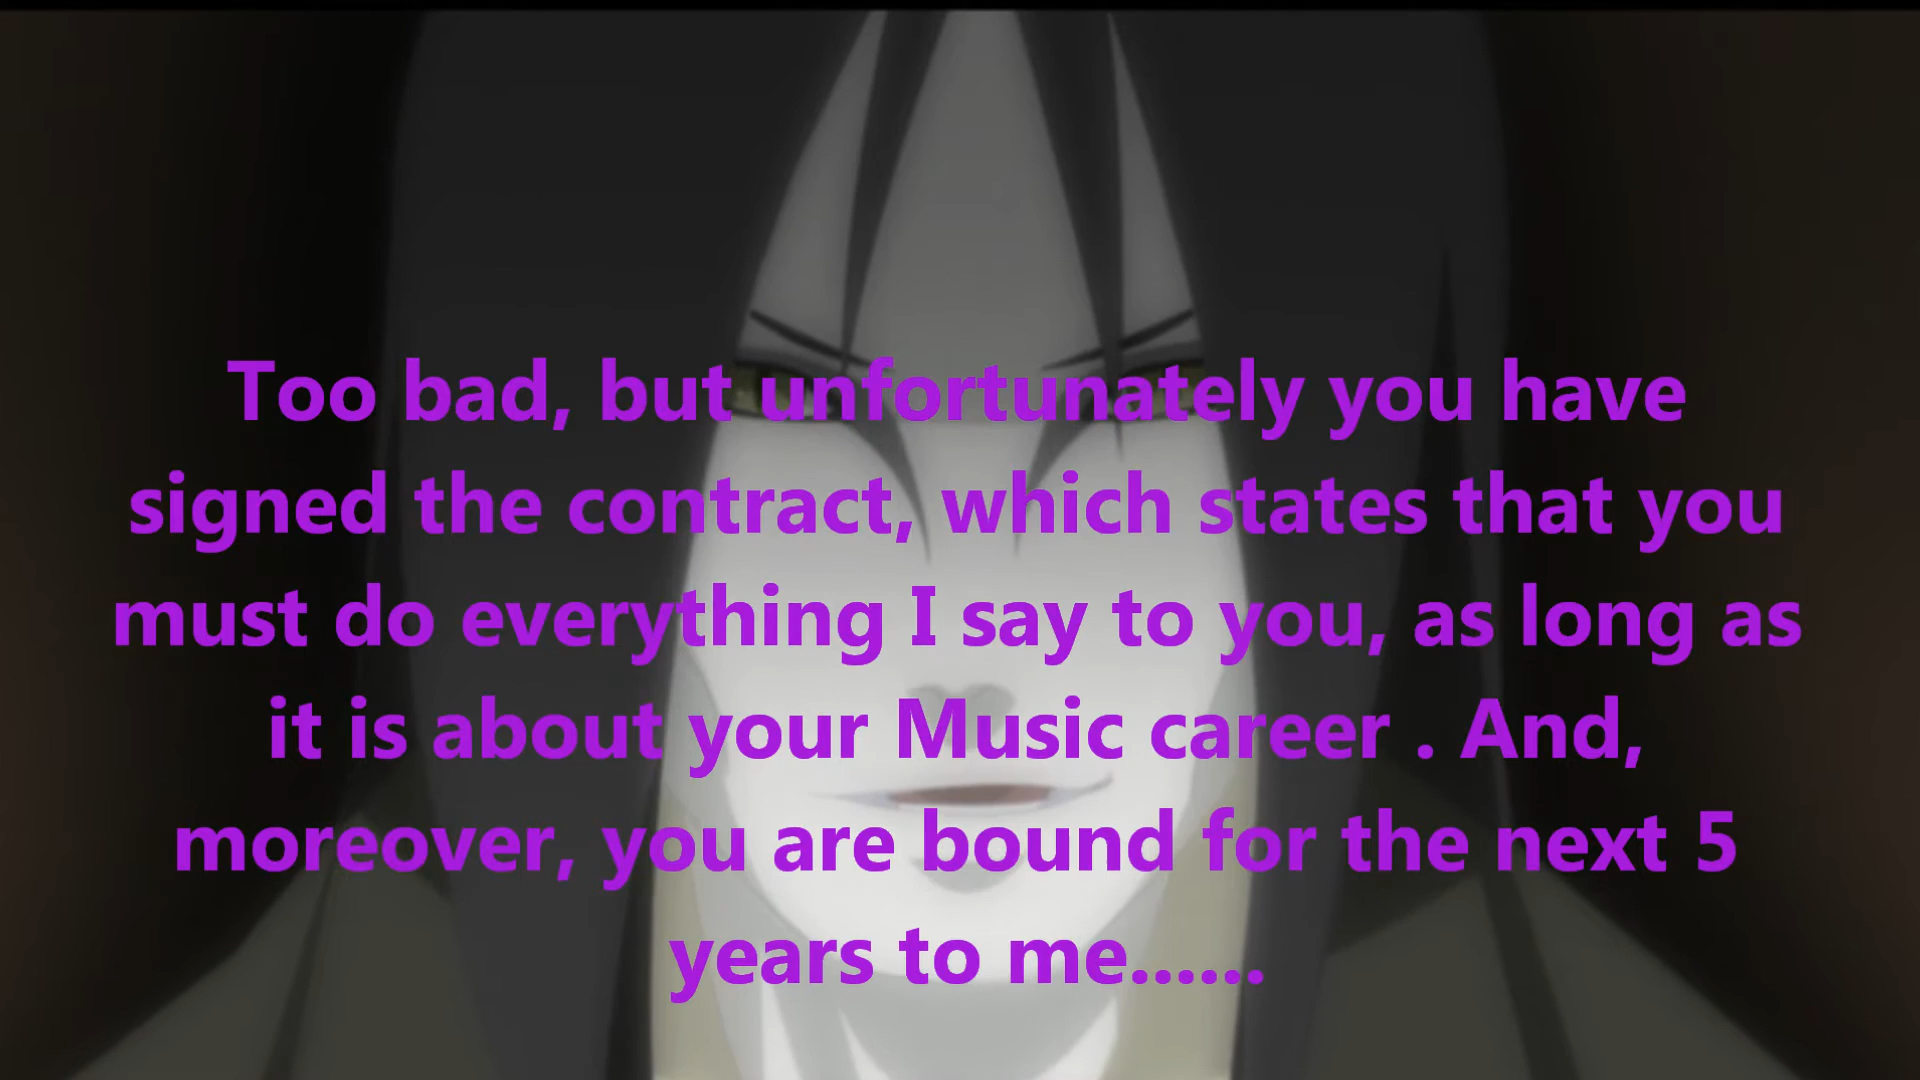 Too bad, but unfortunately you have
signed the contract, which states that you
must do everything I say to you, as long as
it is about your Music career . And,
moreover, you are bound for the next 5
years to me......